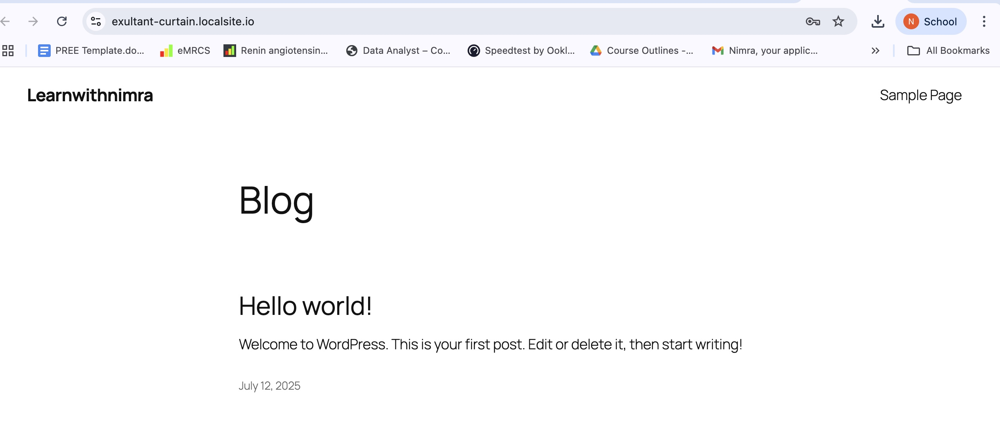 exultant-curtain.localsite.io
N School
PREE Template.do... eMRCS Renin angiotensin... Data Analyst – Co... Speedtest by Ookl... Course Outlines -... Nimra, your applic... All Bookmarks
Learnwithnimra Sample Page
Blog
Hello world!
Welcome to WordPress. This is your first post. Edit or delete it, then start writing!
July 12, 2025